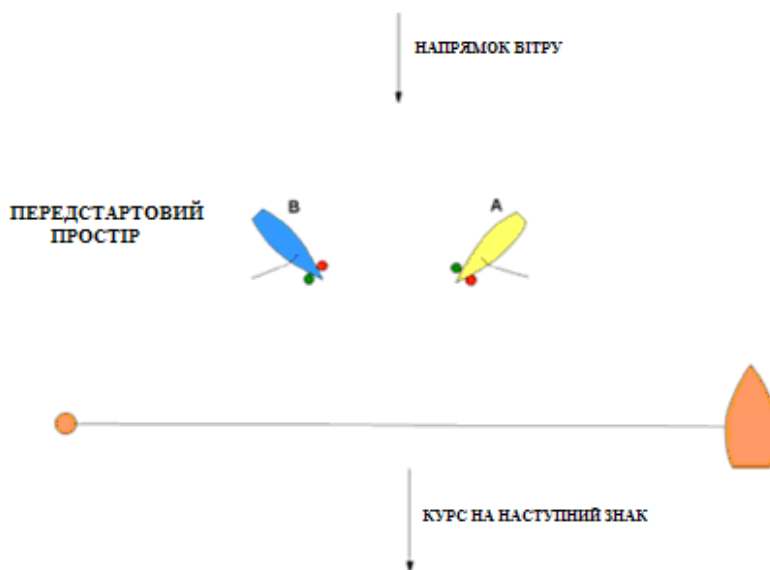 НАПРЯМОК ВІТРУ
В
А
ПЕРЕДСТАРТОВИЙ
ПРОСТІР
КУРС НА НАСТУПНИЙ ЗНАК